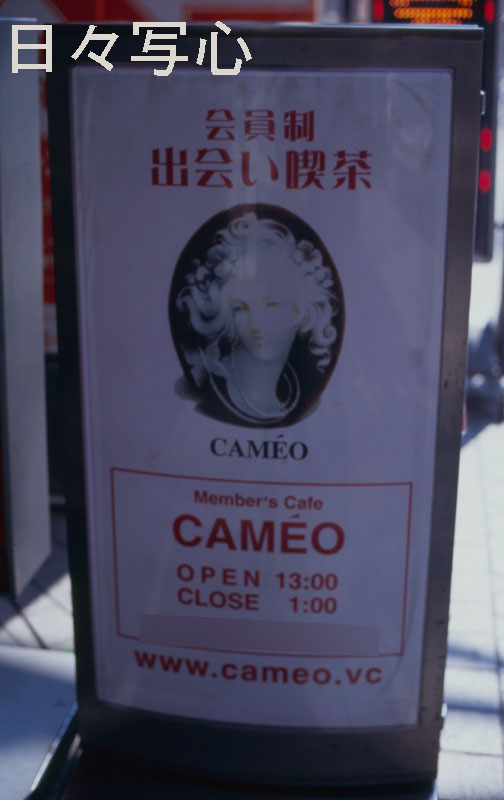 日々写心
会員制
出会い喫茶
CAMÉO
Member's Cafe
CAMÉO
OPEN 13:00
CLOSE 1:00
www.cameo.vc